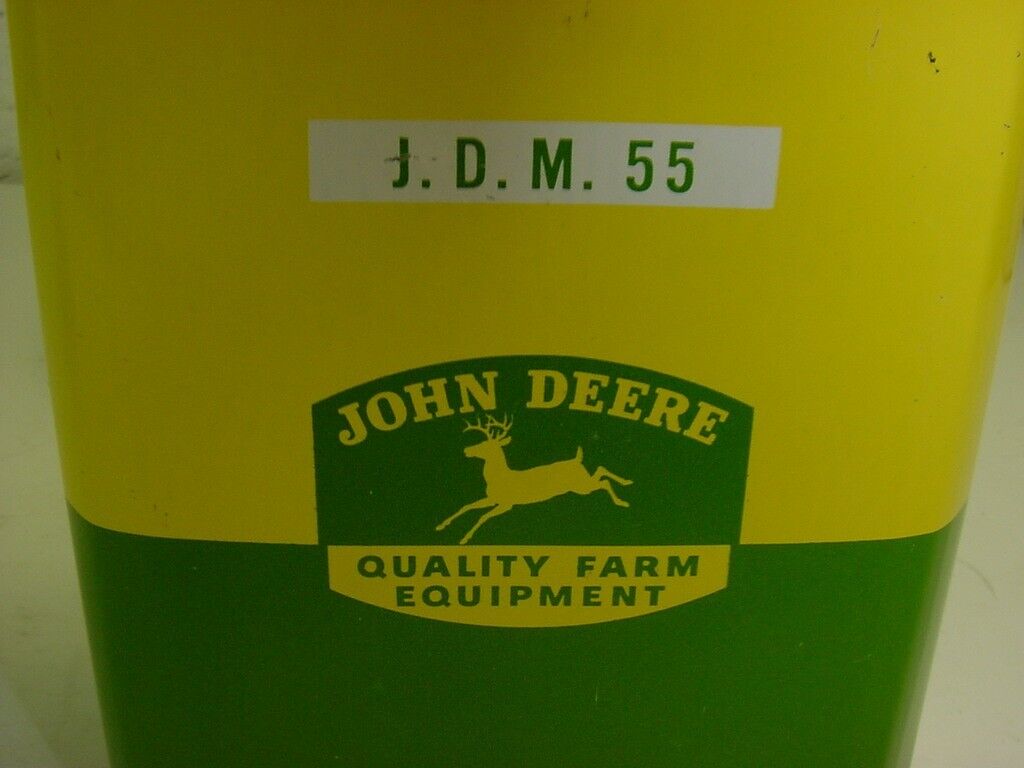 J. D. M. 55
JOHN DEERE
QUALITY FARM
EQUIPMENT